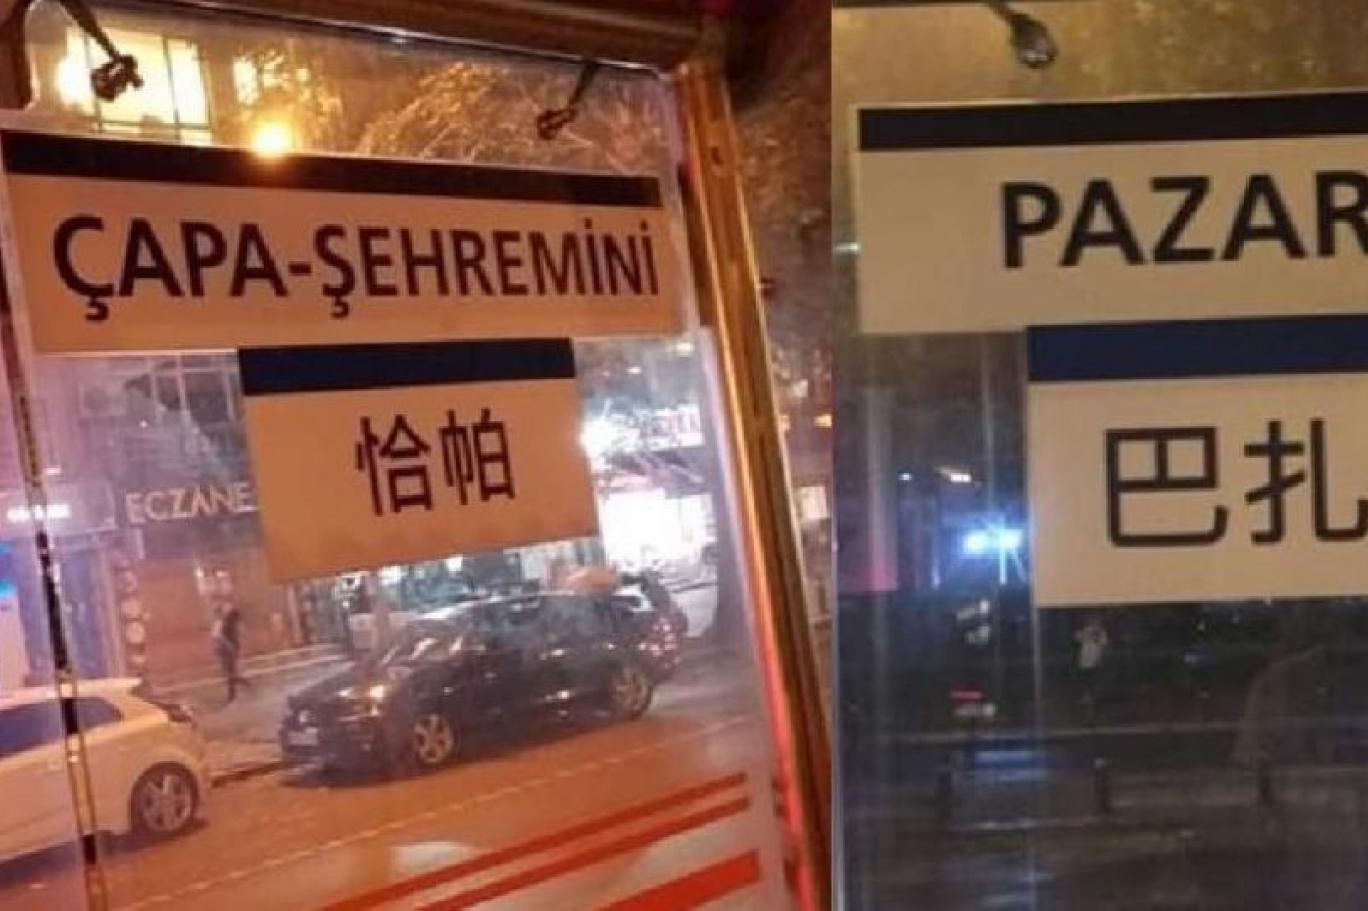 ÇAPA-ŞEHREMİNİ
恰帕
ECZANE
PAZAR
巴扎